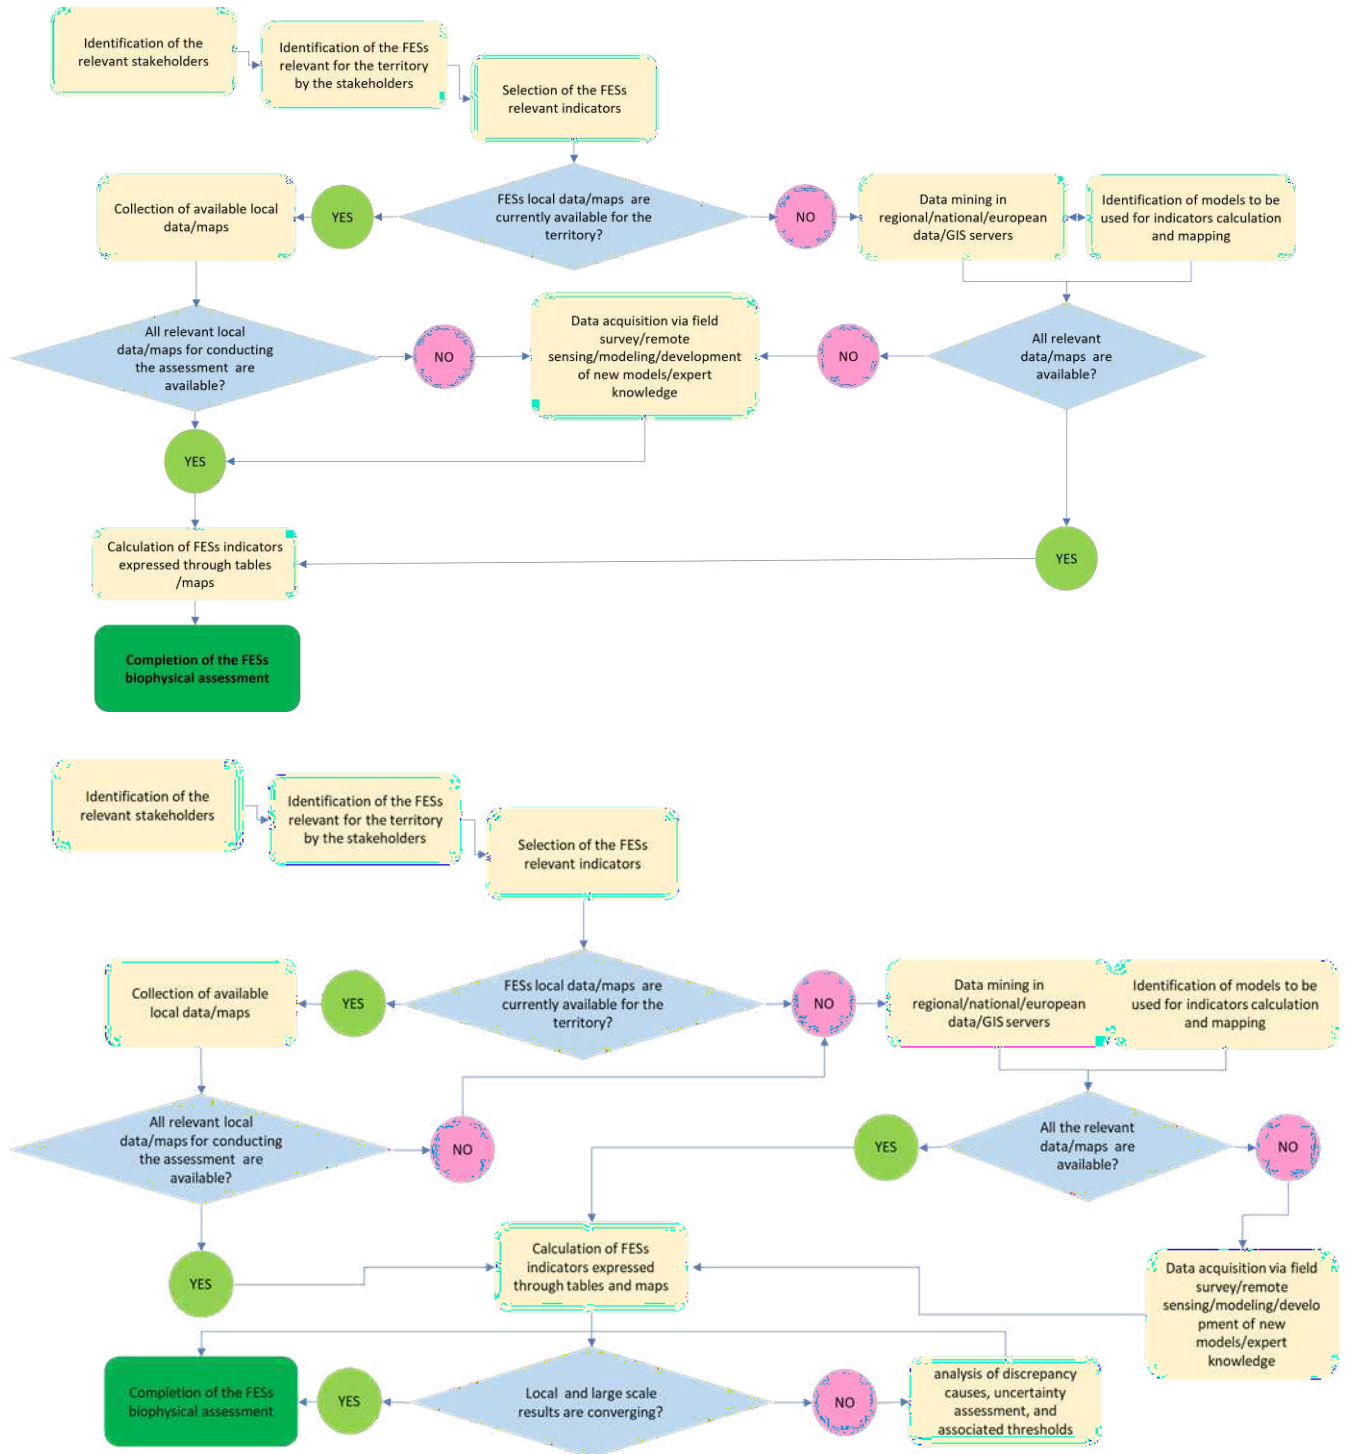 Identification of the
relevant stakeholders
Identification of the FESs
relevant for the territory
by the stakeholders
Selection of the FESs
relevant indicators
Collection of available local
data/maps
YES
FESs local data/maps are
currently available for the
territory?
NO
Data mining in
regional/national/european
data/GIS servers
Identification of models to be
used for indicators calculation
and mapping
All relevant local
data/maps for conducting
the assessment are
available?
NO
Data acquisition via field
survey/remote
sensing/modeling/development
of new models/expert
knowledge
NO
All relevant
data/maps are
available?
YES
Calculation of FESs indicators
expressed through tables
/maps
YES
Completion of the FESs
biophysical assessment
Identification of the
relevant stakeholders
Identification of the FESs
relevant for the territory
by the stakeholders
Selection of the FESs
relevant indicators
Collection of available
local data/maps
YES
FESs local data/maps are
currently available for the
territory?
NO
Data mining in
regional/national/european
data/GIS servers
Identification of models to be
used for indicators calculation
and mapping
All relevant local
data/maps for conducting
the assessment are
available?
NO
YES
All the relevant
data/maps are
available?
NO
YES
Calculation of FESs
indicators expressed
through tables and maps
Data acquisition via field
survey/remote
sensing/modeling/develo
pment of new
models/expert
knowledge
Completion of the FESs
biophysical assessment
YES
Local and large scale
results are converging?
NO
analysis of discrepancy
causes, uncertainty
assessment, and
associated thresholds